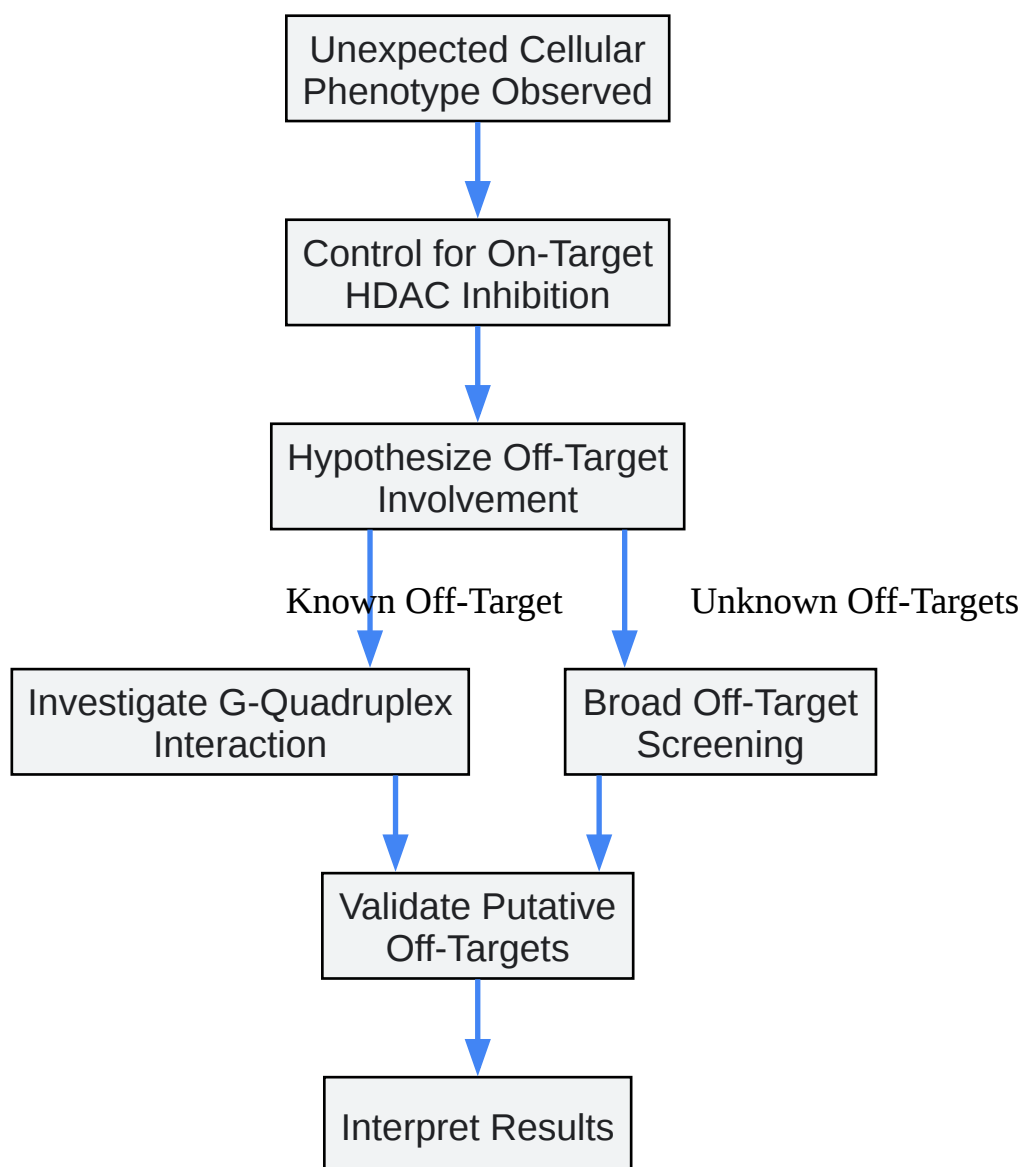 Unexpected Cellular
Phenotype Observed
Control for On-Target
HDAC Inhibition
Hypothesize Off-Target
Involvement
Known Off-Target
Unknown Off-Targets
Investigate G-Quadruplex
Interaction
Broad Off-Target
Screening
Validate Putative
Off-Targets
Interpret Results